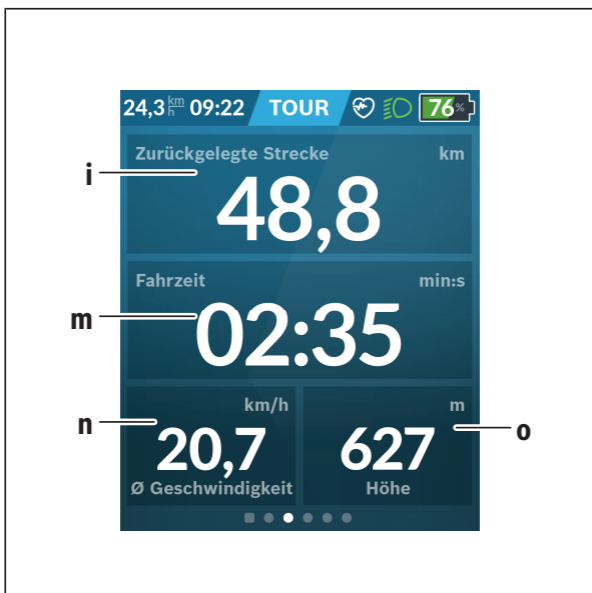 24,3 km/h 09:22 TOUR 76%
Zurückgelegte Strecke km
i
48,8
Fahrzeit min:s
m
02:35
km/h m
n
o
20,7 627
Ø Geschwindigkeit Höhe